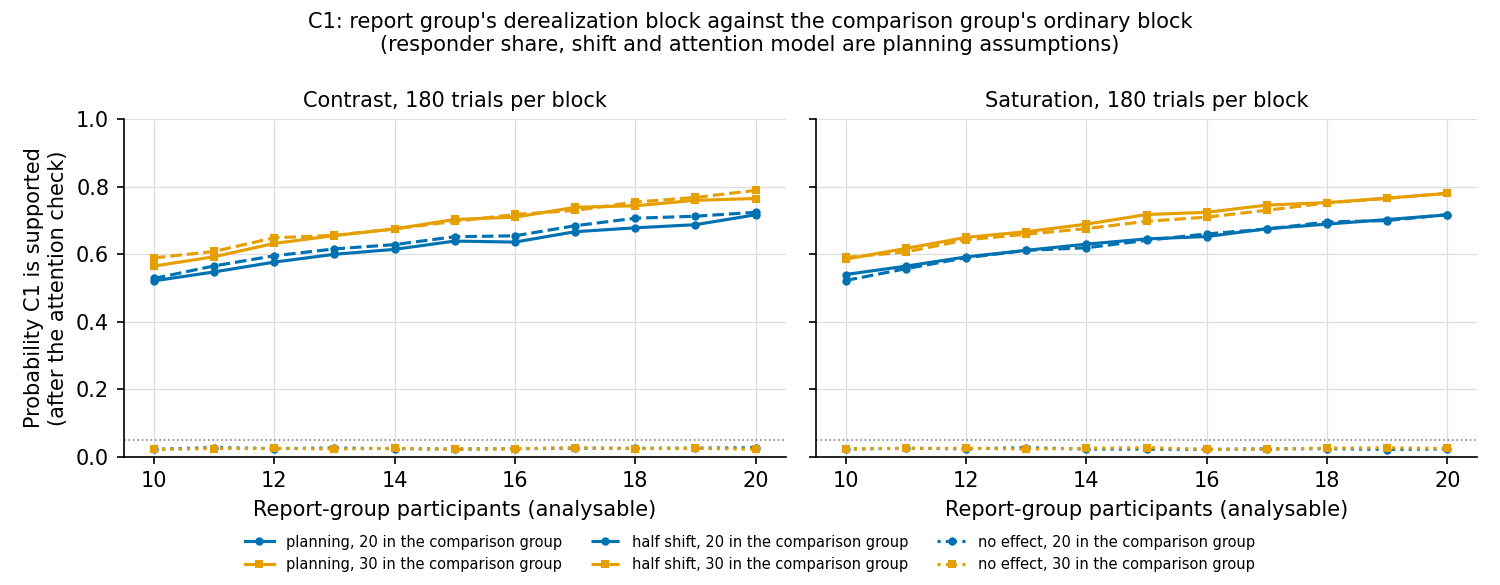 C1: report group's derealization block against the comparison group's ordinary block
(responder share, shift and attention model are planning assumptions)
Contrast, 180 trials per block
Saturation, 180 trials per block
Probability C1 is supported
(after the attention check)
1.0
0.8
0.6
0.4
0.2
0.0
10 12 14 16 18 20
10 12 14 16 18 20
Report-group participants (analysable)
Report-group participants (analysable)
planning, 20 in the comparison group
half shift, 20 in the comparison group
no effect, 20 in the comparison group
planning, 30 in the comparison group
half shift, 30 in the comparison group
no effect, 30 in the comparison group